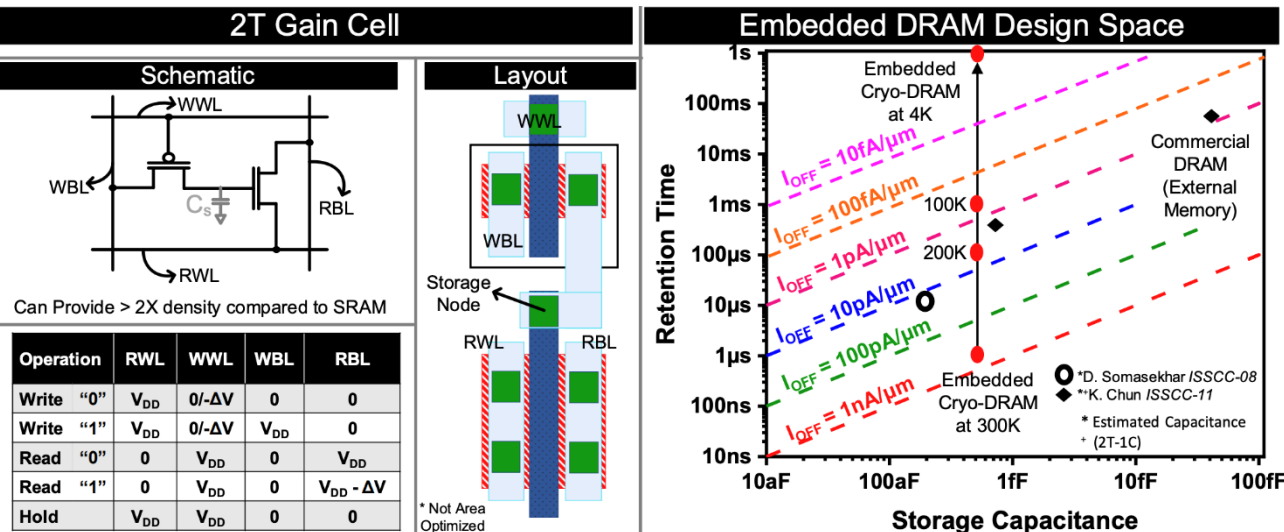 2T Gain Cell
Schematic
WWL
WBL
Cs
RBL
RWL
Can Provide > 2X density compared to SRAM
Operation RWL WWL WBL RBL
Write “0” VDD 0/-ΔV 0 0
Write “1” VDD 0/-ΔV VDD 0
Read “0” 0 VDD 0 VDD
Read “1” 0 VDD 0 VDD - ΔV
Hold VDD VDD 0 0
Layout
WWL
WBL
Storage
Node
RWL
RBL
* Not Area
Optimized
Embedded DRAM Design Space
Retention Time
1s
100ms
10ms
1ms
100µs
10µs
1µs
100ns
10ns
Embedded
Cryo-DRAM
at 4K
IOFF = 10fA/µm
IOFF = 100fA/µm
IOFF = 1pA/µm
IOFF = 10pA/µm
IOFF = 100pA/µm
IOFF = 1nA/µm
100K
200K
Commercial
DRAM
(External
Memory)
Embedded
Cryo-DRAM
at 300K
*D. Somasekhar ISSCC-08
*+K. Chun ISSCC-11
* Estimated Capacitance
+ (2T-1C)
10aF 100aF 1fF 10fF 100fF
Storage Capacitance